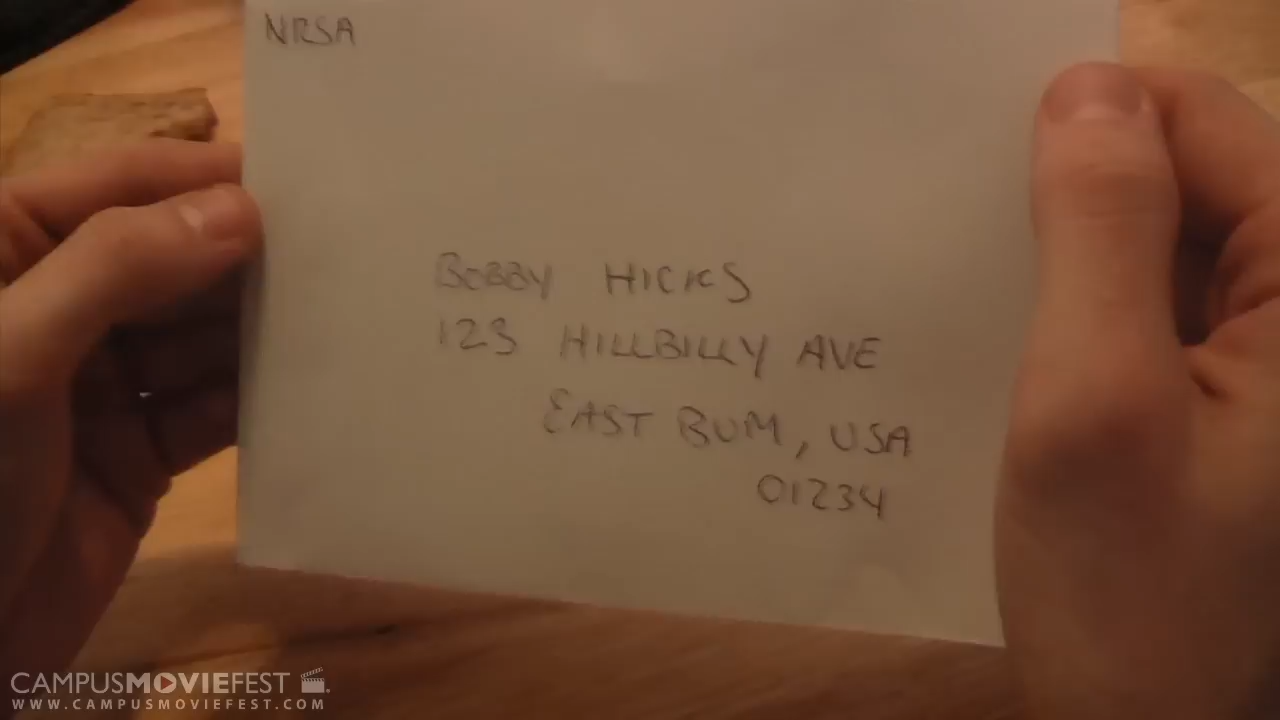 NRSA
BOBBY HICKS
123 HILLBILLY AVE
EAST BUM, USA
01234
CAMPUSMOVIEFEST
WWW.CAMPUSMOVIEFEST.COM